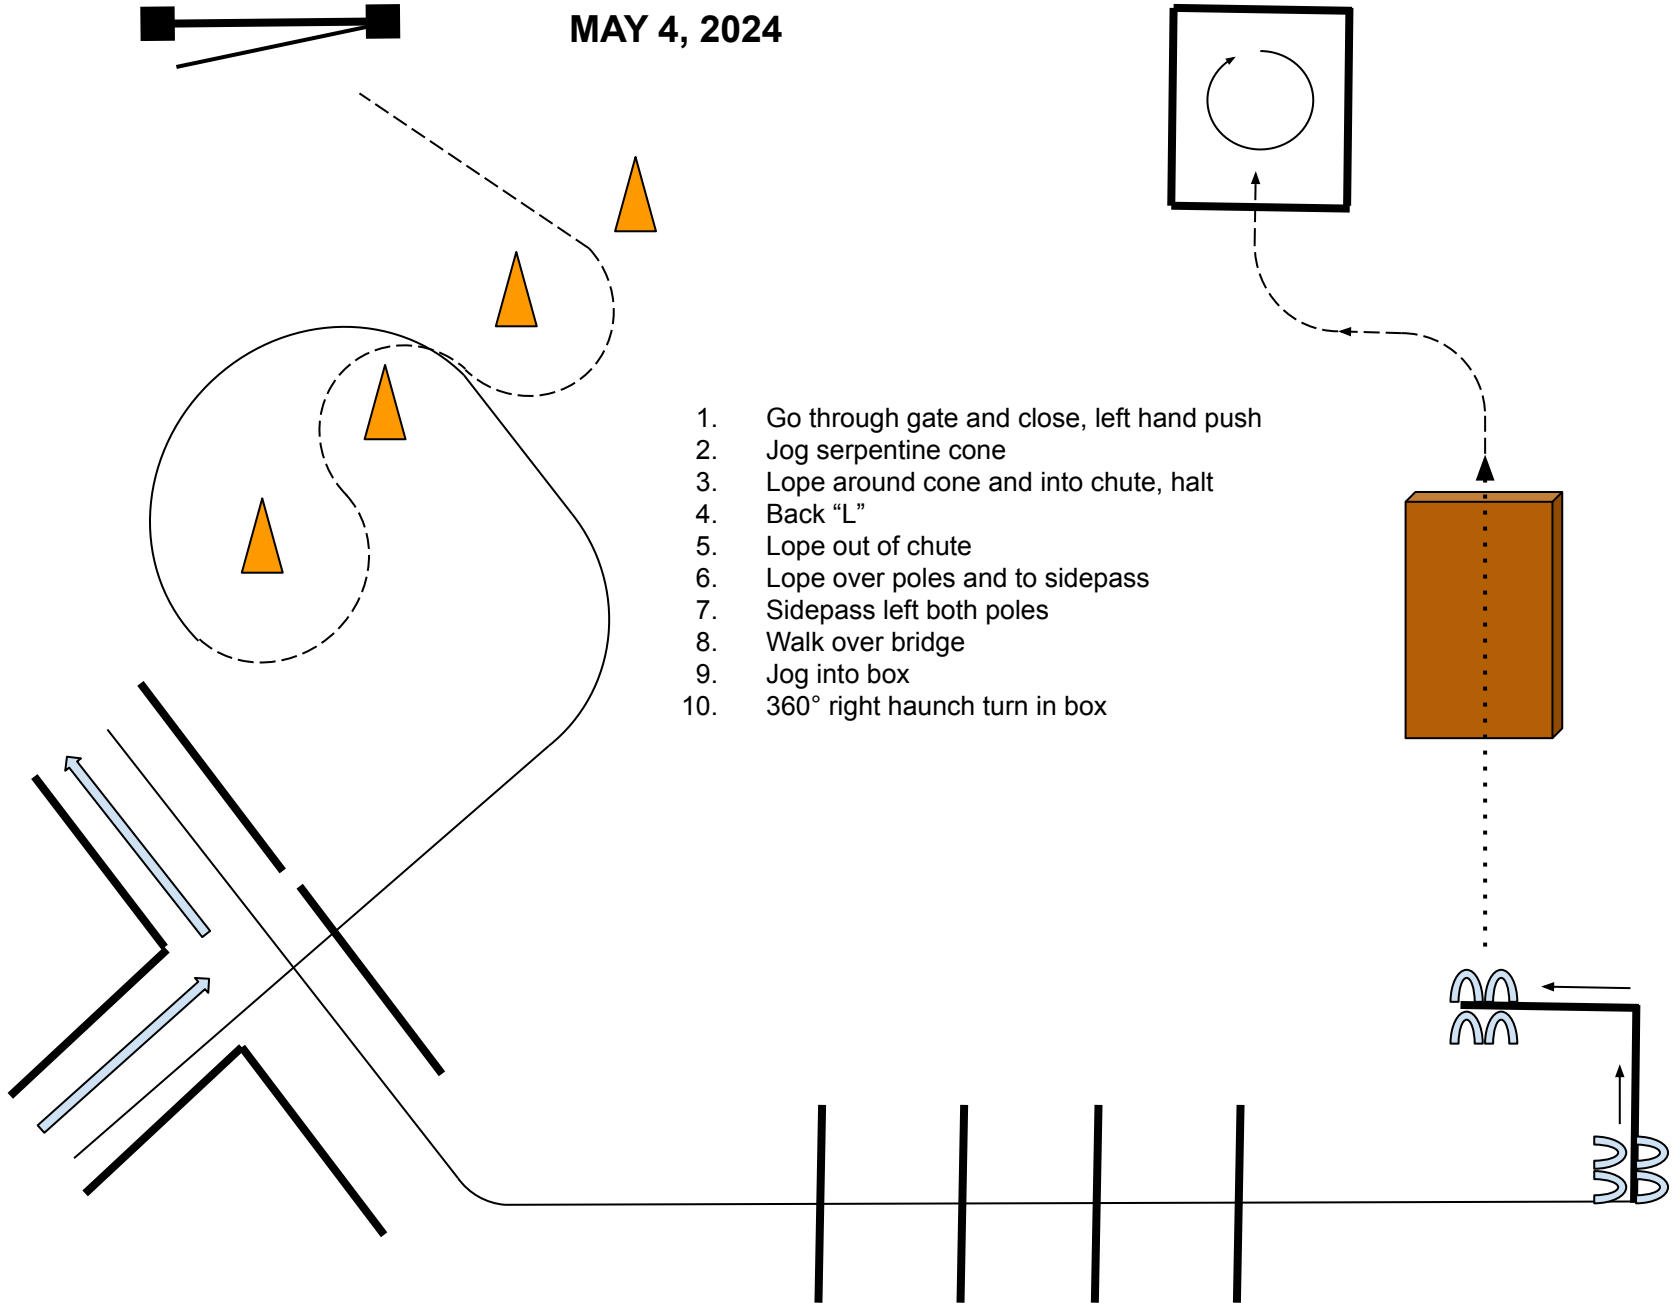 MAY 4, 2024
1. Go through gate and close, left hand push
2. Jog serpentine cone
3. Lope around cone and into chute, halt
4. Back “L”
5. Lope out of chute
6. Lope over poles and to sidepass
7. Sidepass left both poles
8. Walk over bridge
9. Jog into box
10. 360° right haunch turn in box